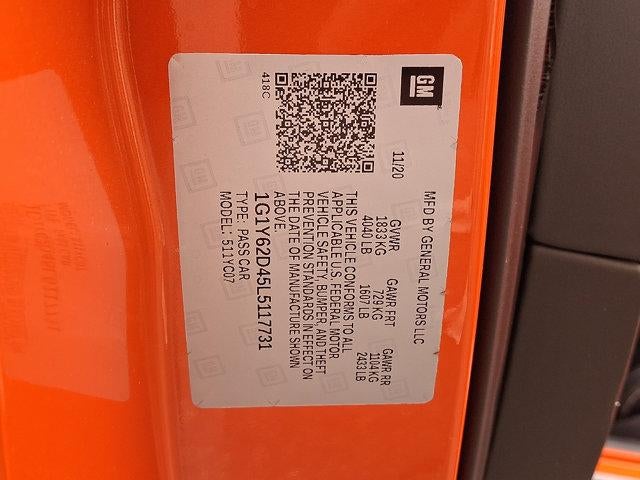 GM
MFD BY GENERAL MOTORS LLC
11/20
GVWR GAWR FRT GAWR RR
1833 KG 729 KG 1104 KG
4040 LB 1607 LB 2433 LB
THIS VEHICLE CONFORMS TO ALL
APPLICABLE U.S. FEDERAL MOTOR
VEHICLE SAFETY, BUMPER, AND THEFT
PREVENTION STANDARDS IN EFFECT ON
THE DATE OF MANUFACTURE SHOWN
ABOVE.
1G1Y62D45L5117731
TYPE: PASS CAR
MODEL: 511YC07
418C